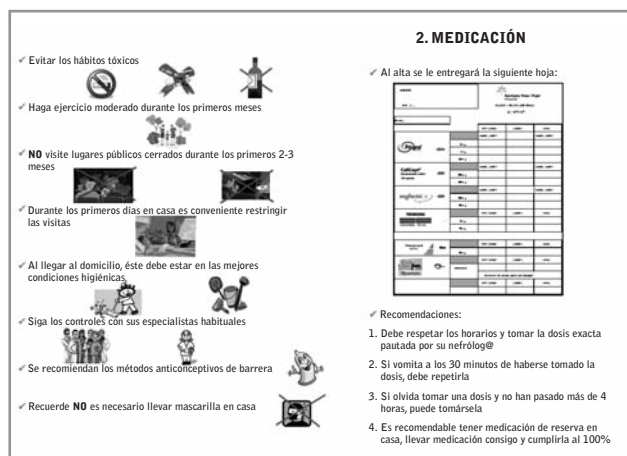 ✓ Evitar los hábitos tóxicos
✓ Haga ejercicio moderado durante los primeros meses
✓ NO visite lugares públicos cerrados durante los primeros 2-3
meses
✓ Durante los primeros días en casa es conveniente restringir
las visitas
✓ Al llegar al domicilio, éste debe estar en las mejores
condiciones higiénicas
✓ Siga los controles con sus especialistas habituales
✓ Se recomiendan los métodos anticonceptivos de barrera
✓ Recuerde NO es necesario llevar mascarilla en casa
2. MEDICACIÓN
✓ Al alta se le entregará la siguiente hoja:
✓ Recomendaciones:
1. Debe respetar los horarios y tomar la dosis exacta
pautada por su nefrólog@
2. Si vomita a los 30 minutos de haberse tomado la
dosis, debe repetirla
3. Si olvida tomar una dosis y no han pasado más de 4
horas, puede tomársela
4. Es recomendable tener medicación de reserva en
casa, llevar medicación consigo y cumplirla al 100%